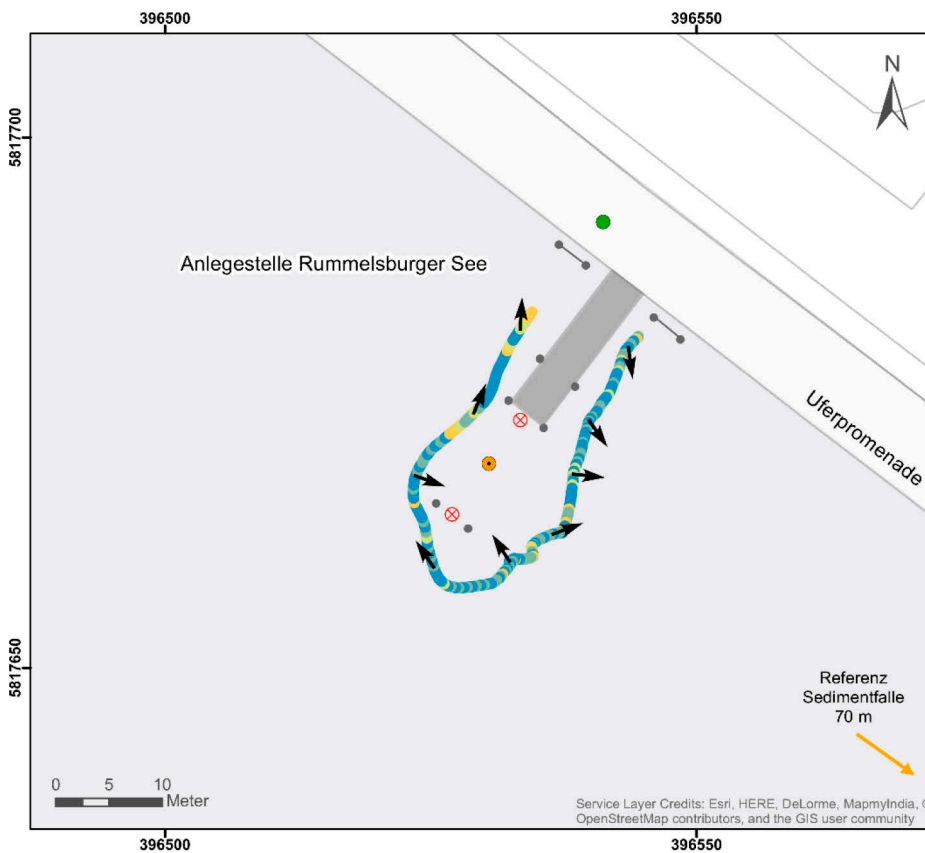 396500
396550
N
5817700
Anlegestelle Rummelsburger See
Uferpromenade
5817650
Referenz
Sedimentfalle
70 m
0 5 10
Meter
Service Layer Credits: Esri, HERE, DeLorme, MapmyIndia, ©
OpenStreetMap contributors, and the GIS user community
396500
396550